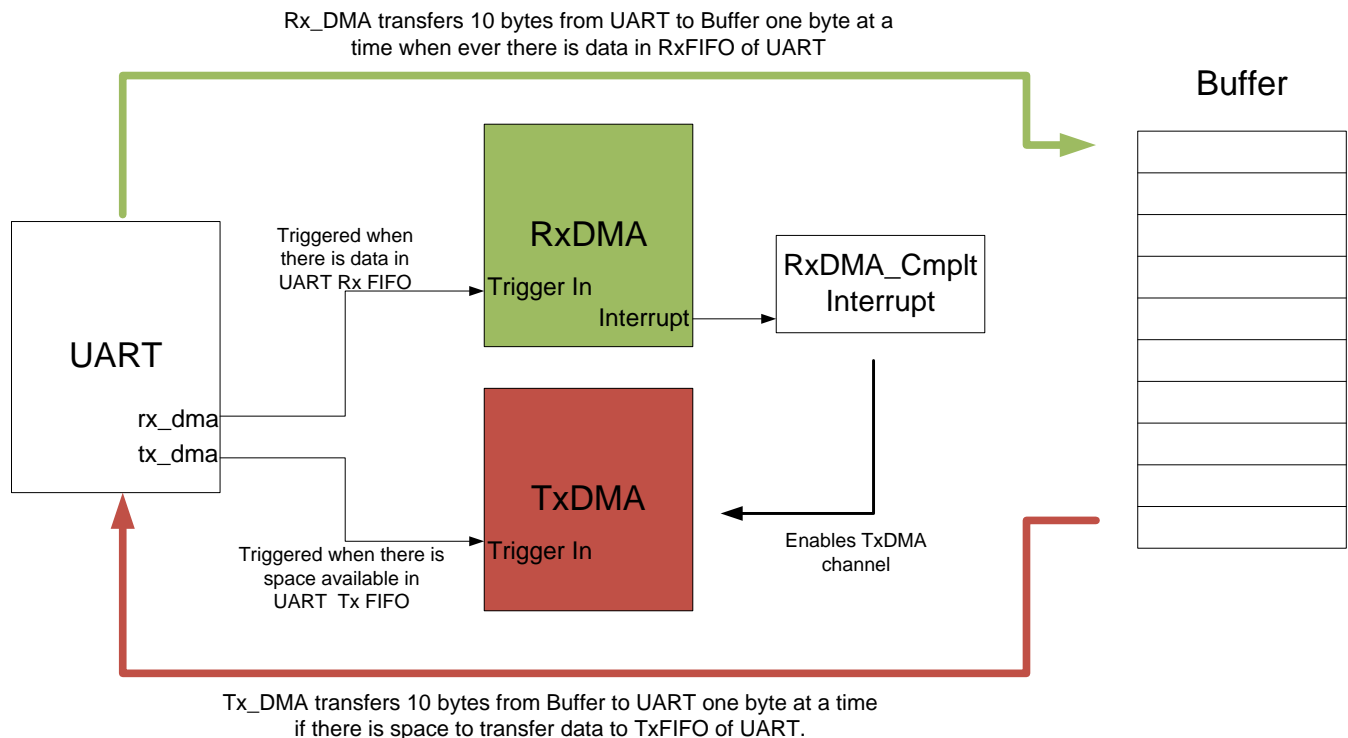 Rx_DMA transfers 10 bytes from UART to Buffer one byte at a
time when ever there is data in RxFIFO of UART
Buffer
RxDMA
Triggered when
there is data in
UART Rx FIFO
Trigger In
Interrupt
RxDMA_Cmplt
Interrupt
UART
rx_dma
tx_dma
TxDMA
Trigger In
Triggered when there is
space available in
UART  Tx FIFO
Enables TxDMA
channel
Tx_DMA transfers 10 bytes from Buffer to UART one byte at a time
if there is space to transfer data to TxFIFO of UART.